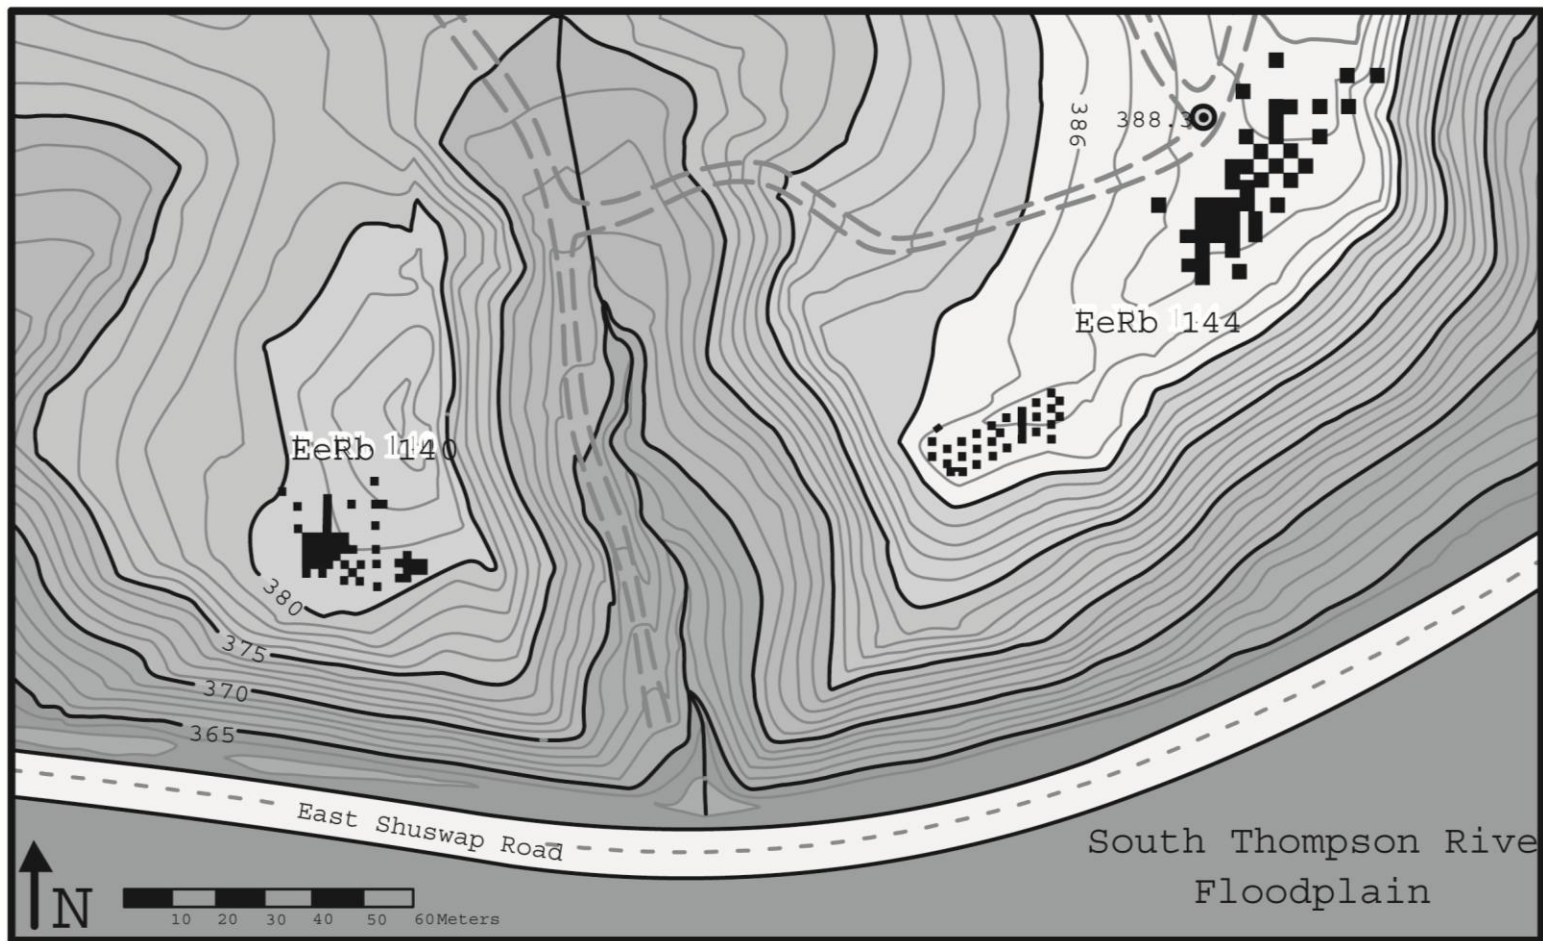 386
388.3
EeRb 144
EeRb 140
380
375
370
365
East Shuswap Road
South Thompson Rive
Floodplain
N
10 20 30 40 50 60Meters